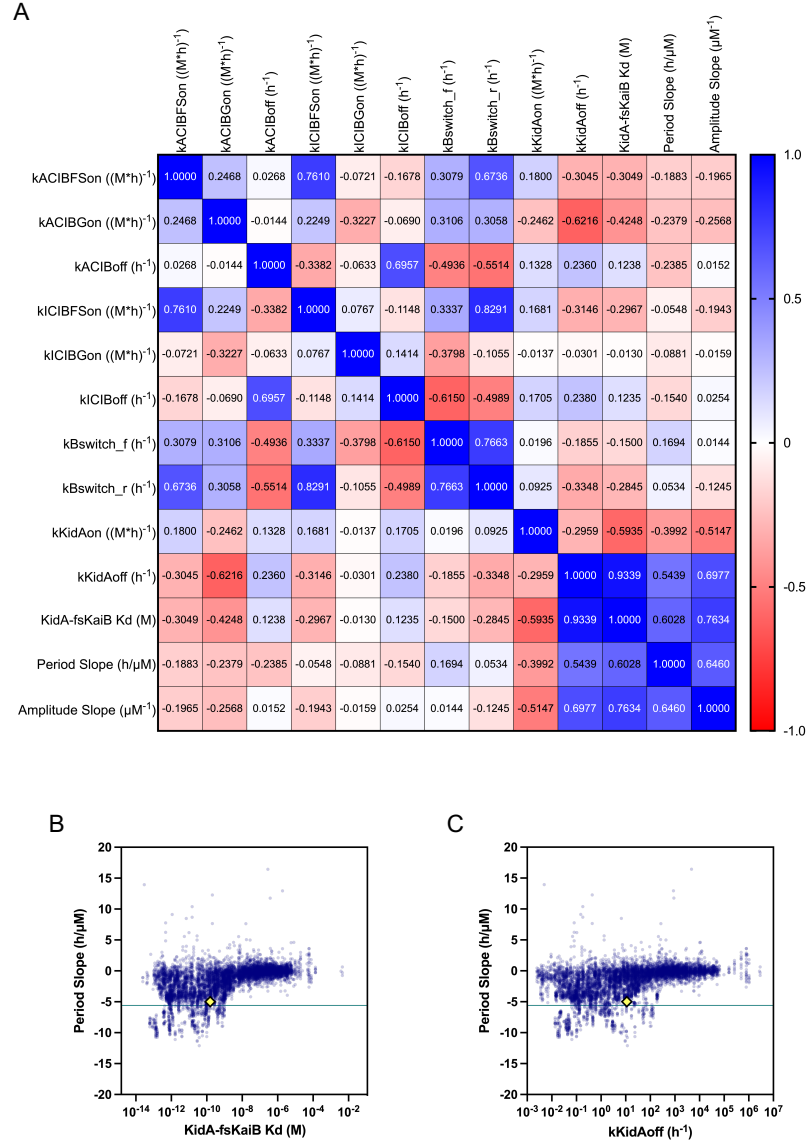 A
kACIBFSon ((M*h)⁻¹) kACIBGon ((M*h)⁻¹) kACIBoff (h⁻¹) kICIBFSon ((M*h)⁻¹) kICIBGon ((M*h)⁻¹) kICIBoff (h⁻¹) kBswitch_f (h⁻¹) kBswitch_r (h⁻¹) kKidAon ((M*h)⁻¹) kKidAoff (h⁻¹) KidA-fsKaiB Kd (M) Period Slope (h/µM) Amplitude Slope (µM⁻¹)
kACIBFSon ((M*h)⁻¹) 1.0000 0.2468 0.0268 0.7610 -0.0721 -0.1678 0.3079 0.6736 0.1800 -0.3045 -0.3049 -0.1883 -0.1965
kACIBGon ((M*h)⁻¹) 0.2468 1.0000 -0.0144 0.2249 -0.3227 -0.0690 0.3106 0.3058 -0.2462 -0.6216 -0.4248 -0.2379 -0.2568
kACIBoff (h⁻¹) 0.0268 -0.0144 1.0000 -0.3382 -0.0633 0.6957 -0.4936 -0.5514 0.1328 0.2360 0.1238 -0.2385 0.0152
kICIBFSon ((M*h)⁻¹) 0.7610 0.2249 -0.3382 1.0000 0.0767 -0.1148 0.3337 0.8291 0.1681 -0.3146 -0.2967 -0.0548 -0.1943
kICIBGon ((M*h)⁻¹) -0.0721 -0.3227 -0.0633 0.0767 1.0000 0.1414 -0.3798 -0.1055 -0.0137 -0.0301 -0.0130 -0.0881 -0.0159
kICIBoff (h⁻¹) -0.1678 -0.0690 0.6957 -0.1148 0.1414 1.0000 -0.6150 -0.4989 0.1705 0.2380 0.1235 -0.1540 0.0254
kBswitch_f (h⁻¹) 0.3079 0.3106 -0.4936 0.3337 -0.3798 -0.6150 1.0000 0.7663 0.0196 -0.1855 -0.1500 0.1694 0.0144
kBswitch_r (h⁻¹) 0.6736 0.3058 -0.5514 0.8291 -0.1055 -0.4989 0.7663 1.0000 0.0925 -0.3348 -0.2845 0.0534 -0.1245
kKidAon ((M*h)⁻¹) 0.1800 -0.2462 0.1328 0.1681 -0.0137 0.1705 0.0196 0.0925 1.0000 -0.2959 -0.5935 -0.3992 -0.5147
kKidAoff (h⁻¹) -0.3045 -0.6216 0.2360 -0.3146 -0.0301 0.2380 -0.1855 -0.3348 -0.2959 1.0000 0.9339 0.5439 0.6977
KidA-fsKaiB Kd (M) -0.3049 -0.4248 0.1238 -0.2967 -0.0130 0.1235 -0.1500 -0.2845 -0.5935 0.9339 1.0000 0.6028 0.7634
Period Slope (h/µM) -0.1883 -0.2379 -0.2385 -0.0548 -0.0881 -0.1540 0.1694 0.0534 -0.3992 0.5439 0.6028 1.0000 0.6460
Amplitude Slope (µM⁻¹) -0.1965 -0.2568 0.0152 -0.1943 -0.0159 0.0254 0.0144 -0.1245 -0.5147 0.6977 0.7634 0.6460 1.0000
1.0
0.5
0
-0.5
-1.0
B
Period Slope (h/µM)
20
15
10
5
0
-5
-10
-15
-20
10⁻¹⁴ 10⁻¹² 10⁻¹⁰ 10⁻⁸ 10⁻⁶ 10⁻⁴ 10⁻²
KidA-fsKaiB Kd (M)
C
Period Slope (h/µM)
20
15
10
5
0
-5
-10
-15
-20
10⁻³ 10⁻² 10⁻¹ 10⁰ 10¹ 10² 10³ 10⁴ 10⁵ 10⁶ 10⁷
kKidAoff (h⁻¹)